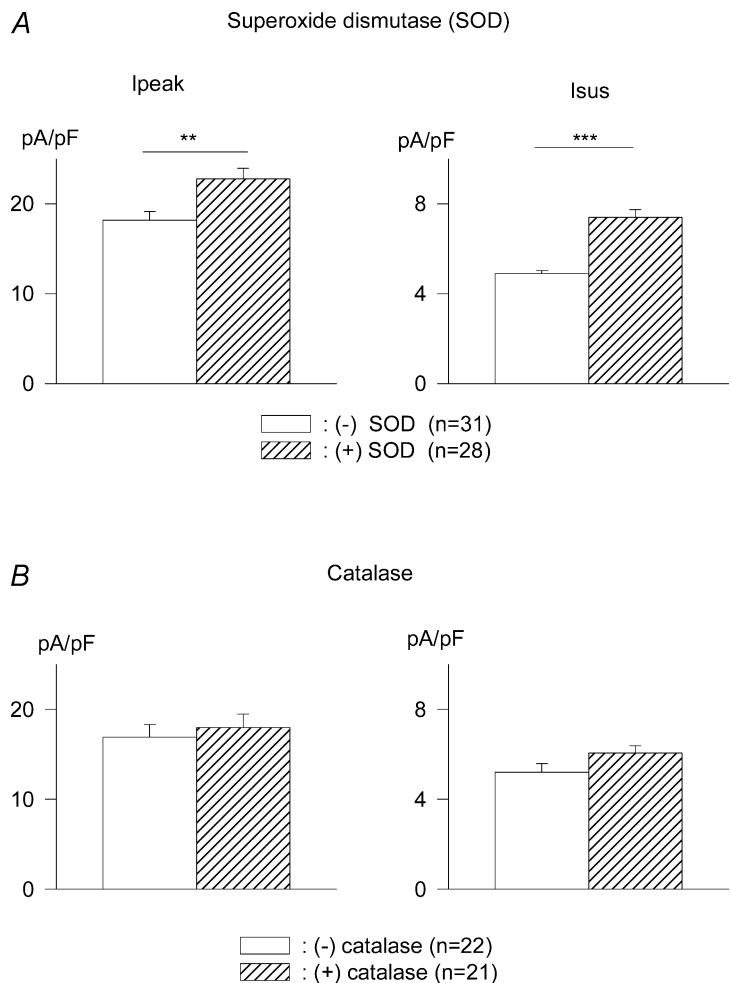 A
Superoxide dismutase (SOD)
Ipeak
Isus
pA/pF
**
pA/pF
***
20
10
0
8
4
0
: (-) SOD (n=31)
: (+) SOD (n=28)
B
Catalase
pA/pF
pA/pF
20
10
0
8
4
0
: (-) catalase (n=22)
: (+) catalase (n=21)